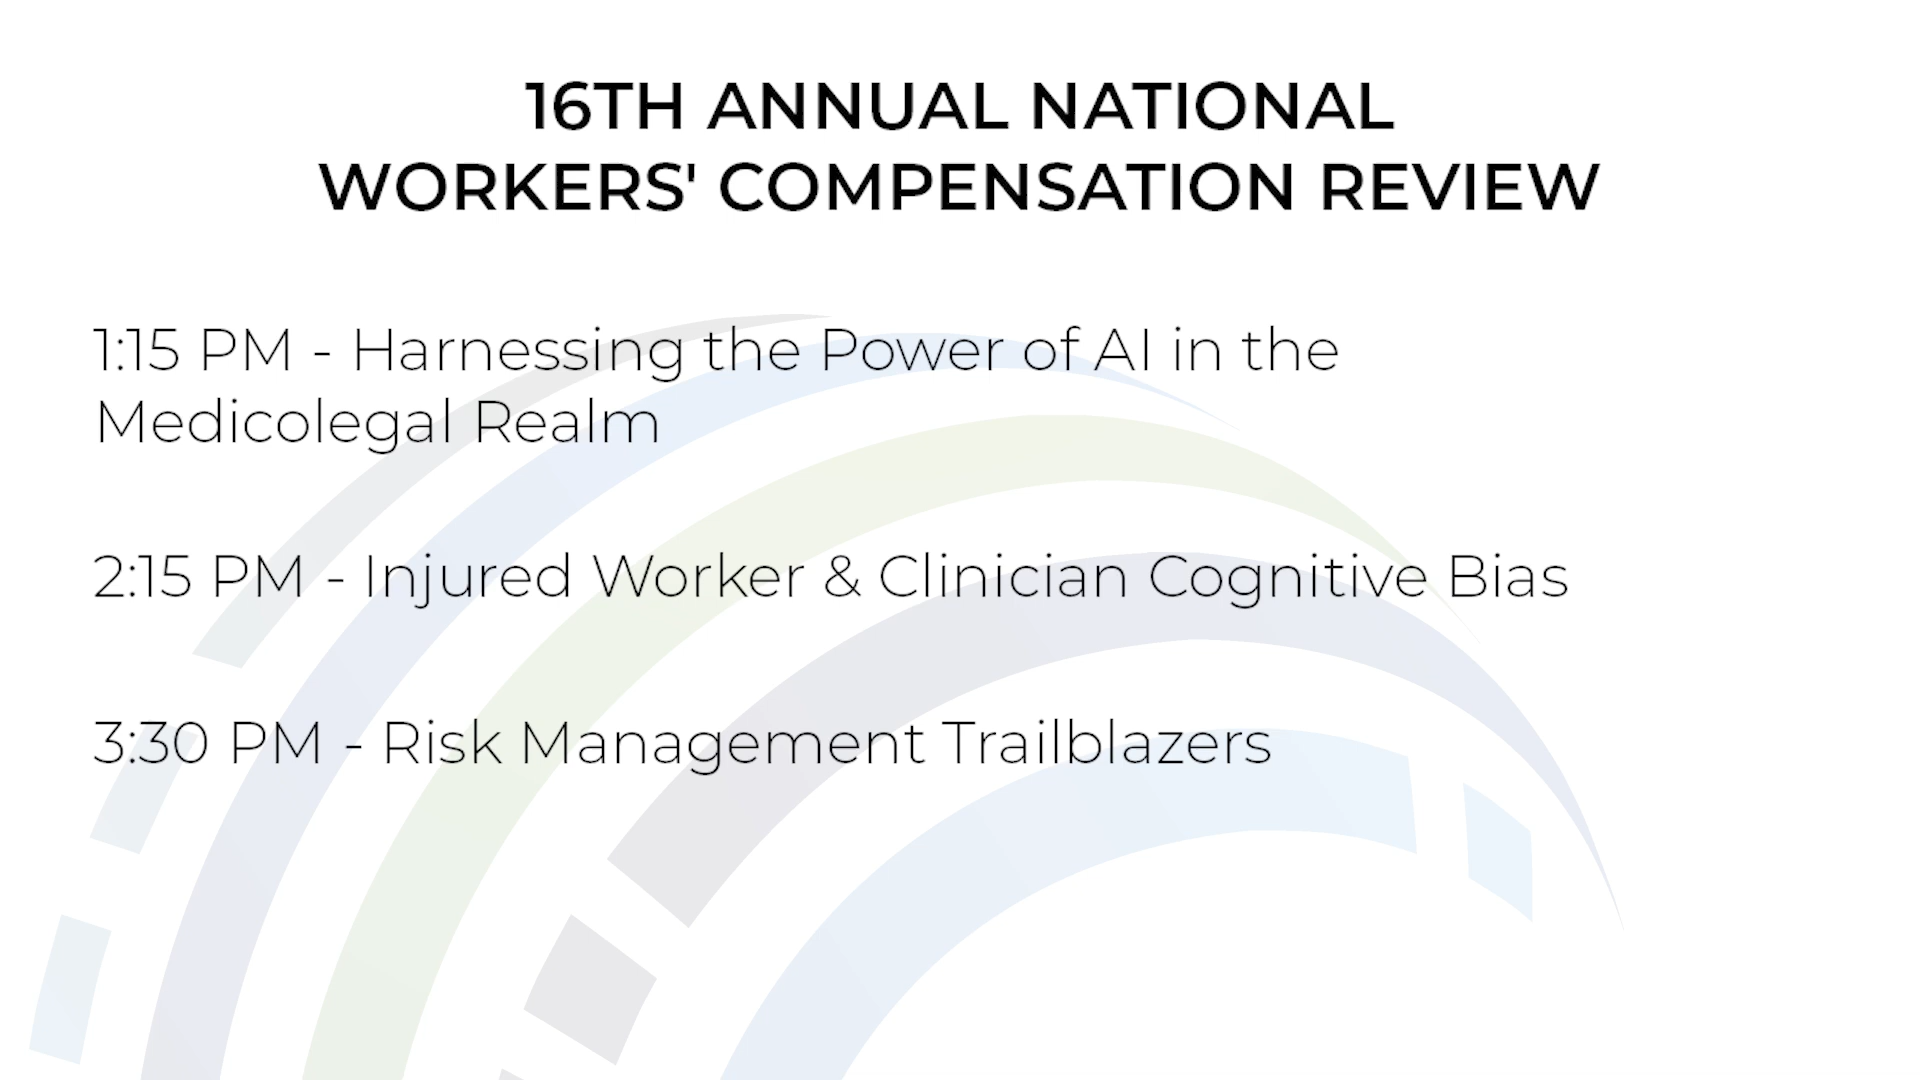 16TH ANNUAL NATIONAL
WORKERS' COMPENSATION REVIEW
1:15 PM - Harnessing the Power of AI in the
Medicolegal Realm
2:15 PM - Injured Worker & Clinician Cognitive Bias
3:30 PM - Risk Management Trailblazers